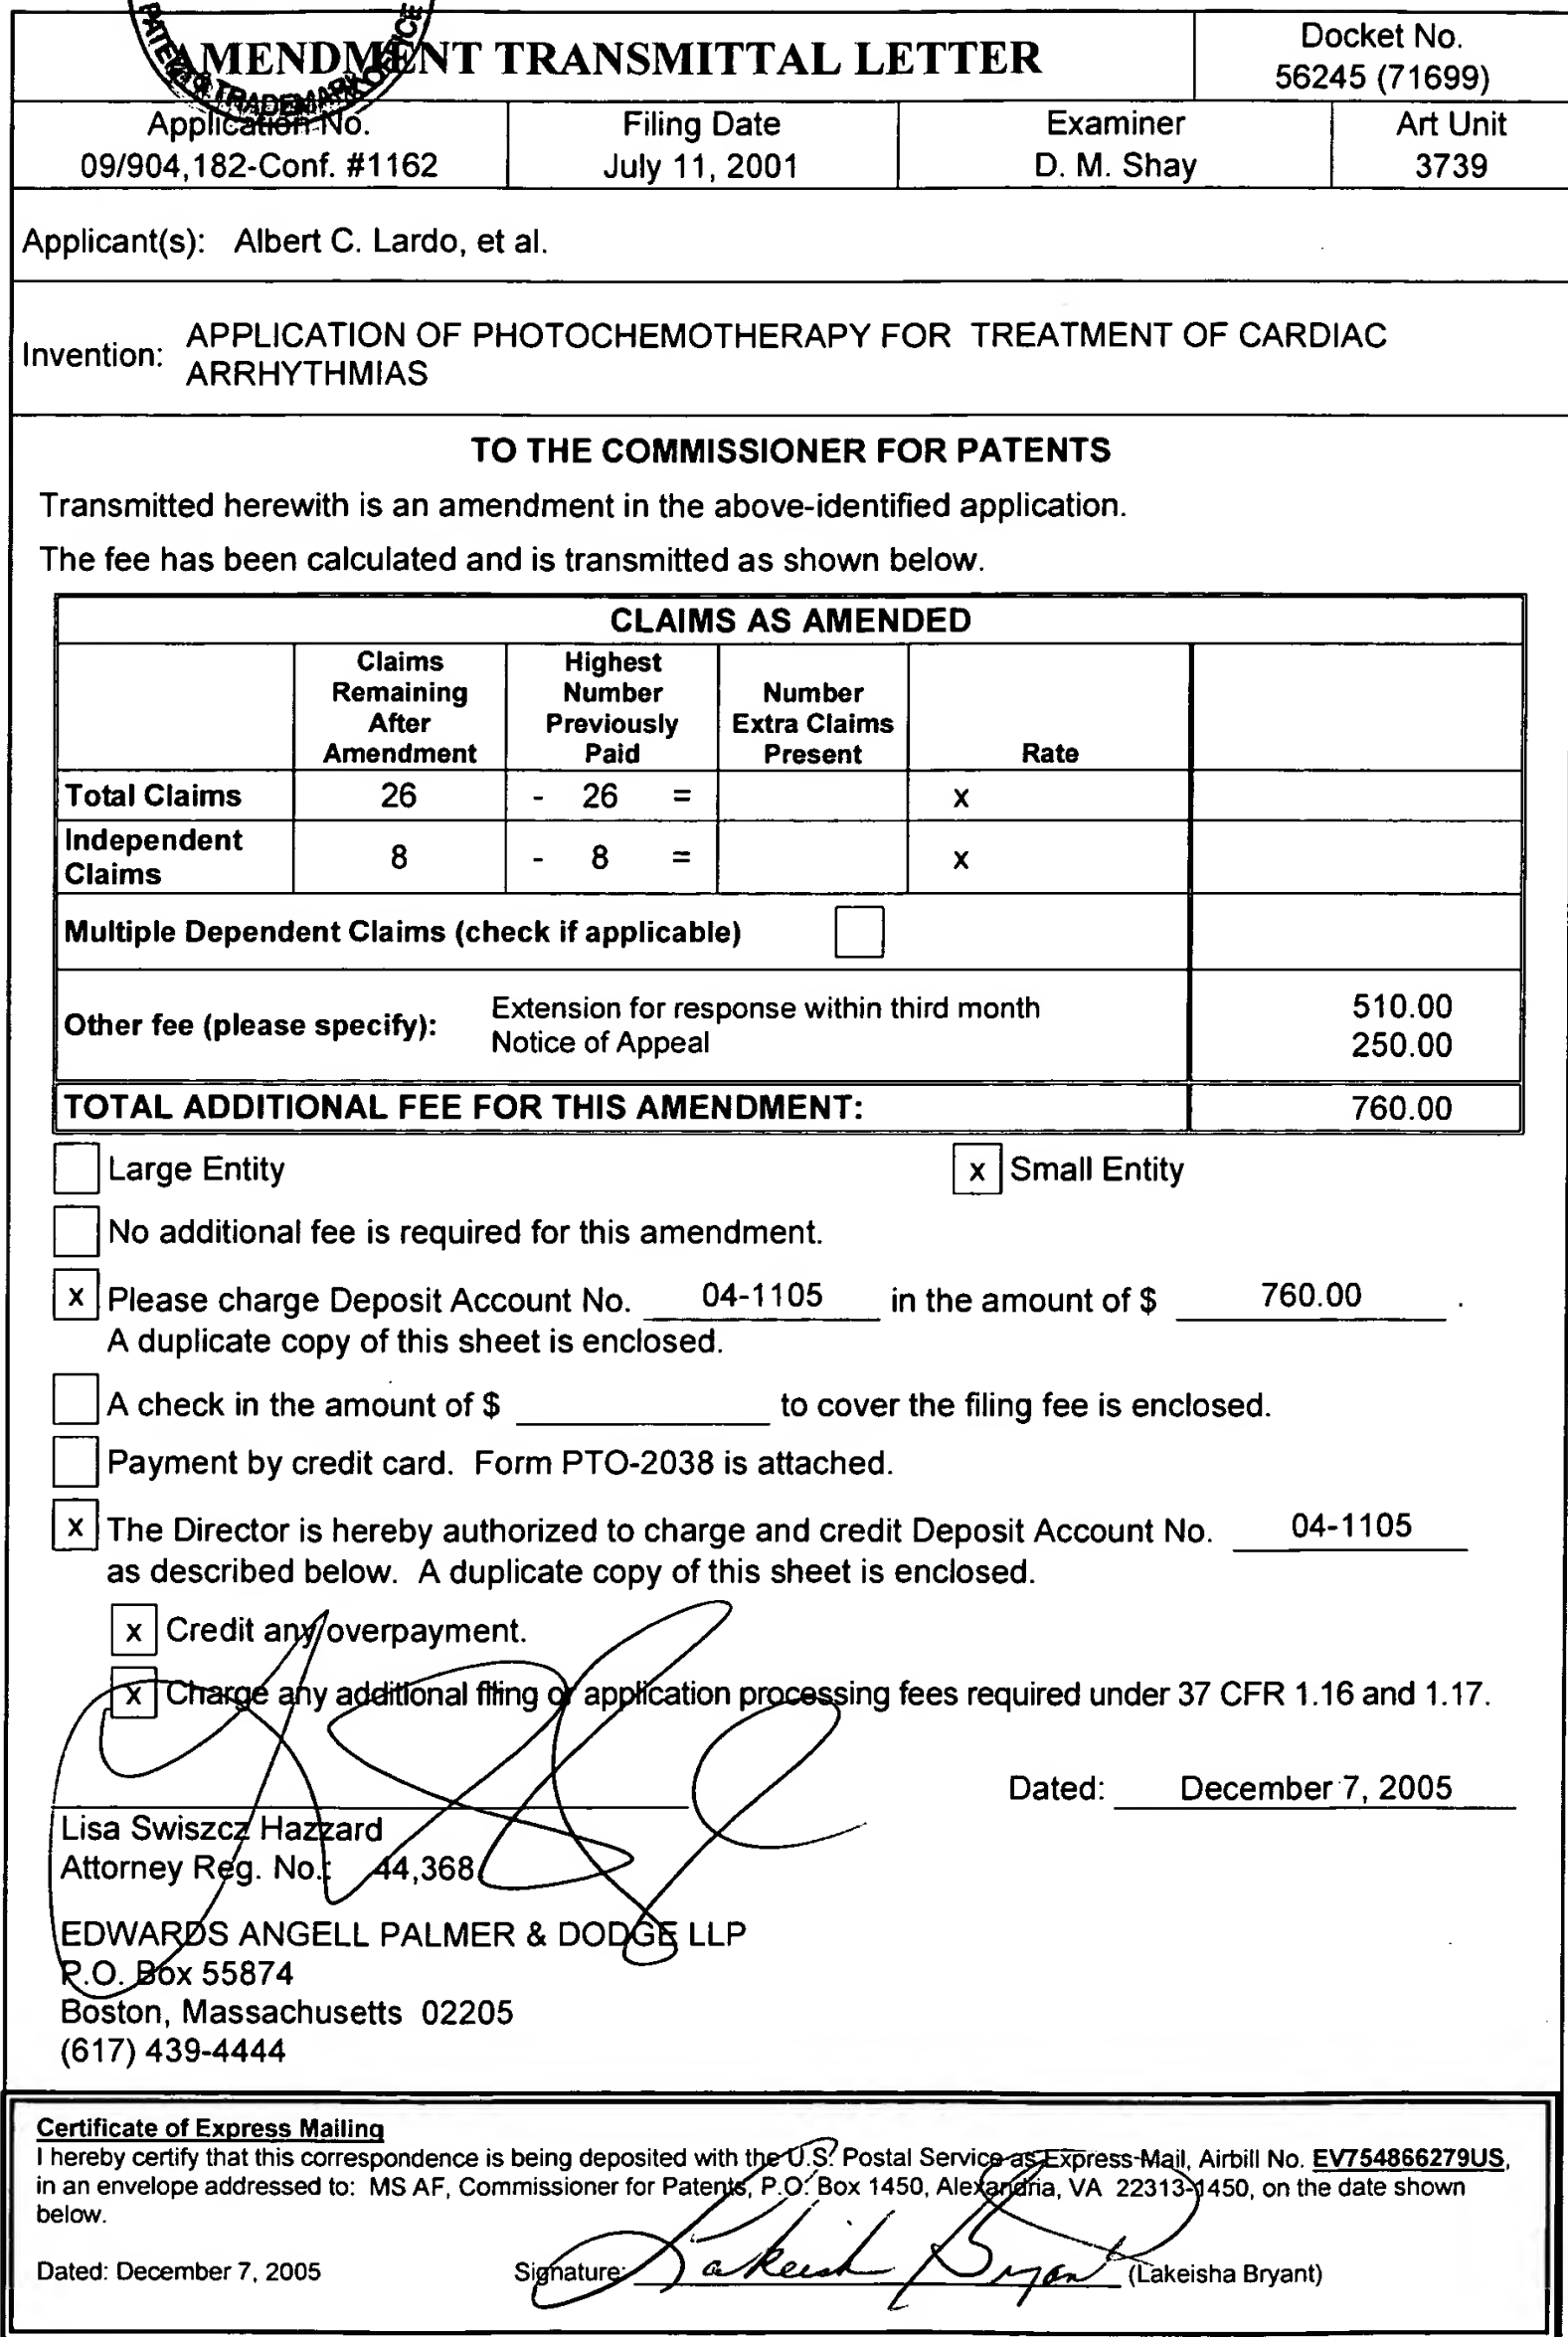 PATENT & TRADEMARK OFFICE
AMENDMENT TRANSMITTAL LETTER
Docket No.
56245 (71699)
Application No.
09/904,182-Conf. #1162
Filing Date
July 11, 2001
Examiner
D. M. Shay
Art Unit
3739
Applicant(s): Albert C. Lardo, et al.
Invention: APPLICATION OF PHOTOCHEMOTHERAPY FOR TREATMENT OF CARDIAC
ARRHYTHMIAS
TO THE COMMISSIONER FOR PATENTS
Transmitted herewith is an amendment in the above-identified application.
The fee has been calculated and is transmitted as shown below.
CLAIMS AS AMENDED
Claims
Remaining
After
Amendment
Highest
Number
Previously
Paid
Number
Extra Claims
Present
Rate
Total Claims 26 - 26 = x
Independent
Claims 8 - 8 = x
Multiple Dependent Claims (check if applicable)
Other fee (please specify):
Extension for response within third month 510.00
Notice of Appeal 250.00
TOTAL ADDITIONAL FEE FOR THIS AMENDMENT: 760.00
Large Entity x Small Entity
No additional fee is required for this amendment.
x Please charge Deposit Account No. 04-1105 in the amount of $ 760.00 .
A duplicate copy of this sheet is enclosed.
A check in the amount of $ to cover the filing fee is enclosed.
Payment by credit card. Form PTO-2038 is attached.
x The Director is hereby authorized to charge and credit Deposit Account No. 04-1105
as described below. A duplicate copy of this sheet is enclosed.
x Credit any overpayment.
x Charge any additional filing or application processing fees required under 37 CFR 1.16 and 1.17.
Dated: December 7, 2005
Lisa Swiszcz Hazzard
Attorney Reg. No.: 44,368
EDWARDS ANGELL PALMER & DODGE LLP
P.O. Box 55874
Boston, Massachusetts 02205
(617) 439-4444
Certificate of Express Mailing
I hereby certify that this correspondence is being deposited with the U.S. Postal Service as Express-Mail, Airbill No. EV754866279US,
in an envelope addressed to: MS AF, Commissioner for Patents, P.O. Box 1450, Alexandria, VA 22313-1450, on the date shown
below.
Dated: December 7, 2005 Signature: Lakeisha Bryant (Lakeisha Bryant)